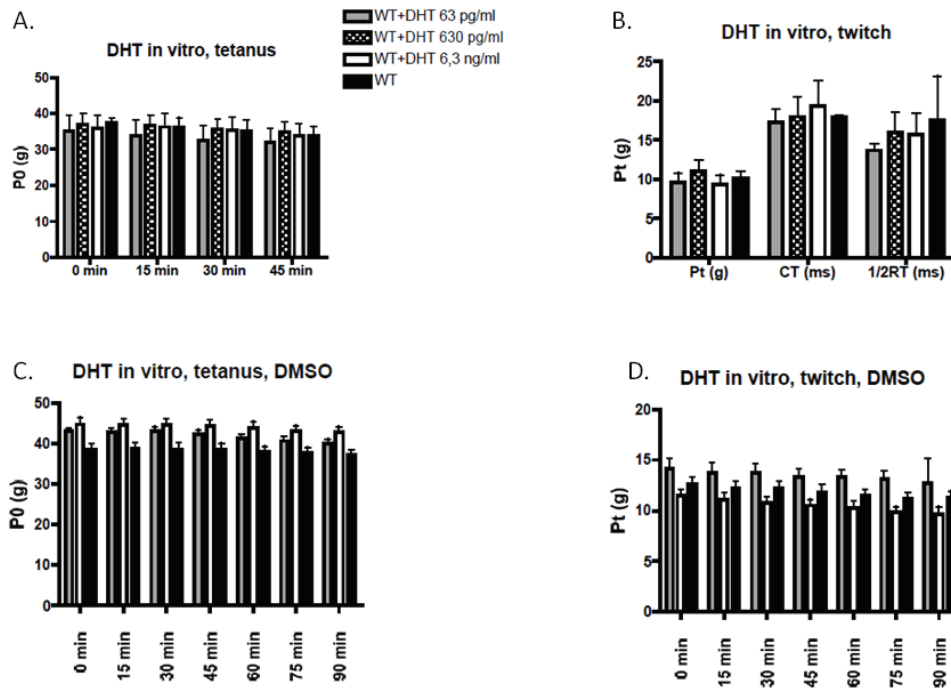 A.
DHT in vitro, tetanus
WT+DHT 63 pg/ml
WT+DHT 630 pg/ml
WT+DHT 6,3 ng/ml
WT
P0 (g)
50
40
30
20
10
0
0 min 15 min 30 min 45 min
B.
DHT in vitro, twitch
Pt (g)
25
20
15
10
5
0
Pt (g) CT (ms) 1/2RT (ms)
C.
DHT in vitro, tetanus, DMSO
P0 (g)
50
40
30
20
10
0
0 min
15 min
30 min
45 min
60 min
75 min
90 min
D.
DHT in vitro, twitch, DMSO
Pt (g)
20
15
10
5
0
0 min
15 min
30 min
45 min
60 min
75 min
90 min